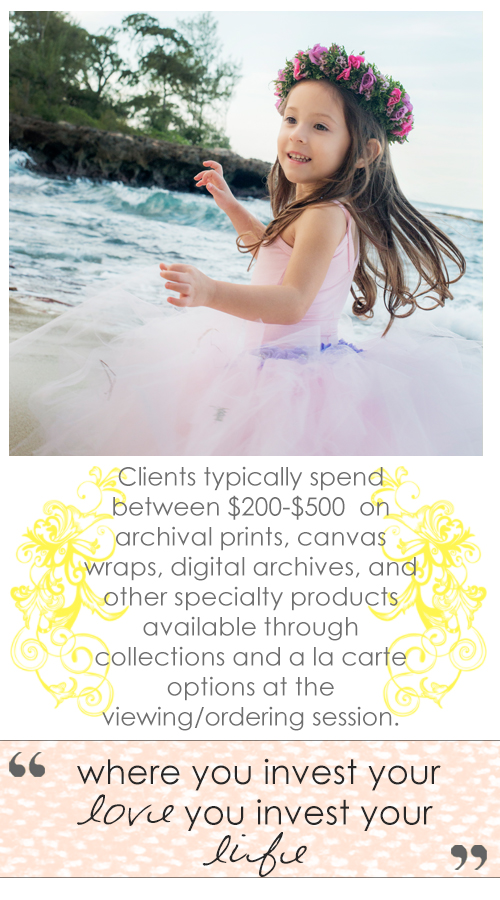 Clients typically spend
between $200-$500 on
archival prints, canvas
wraps, digital archives, and
other specialty products
available through
collections and a la carte
options at the
viewing/ordering session.
“ where you invest your
love you invest your
life ”